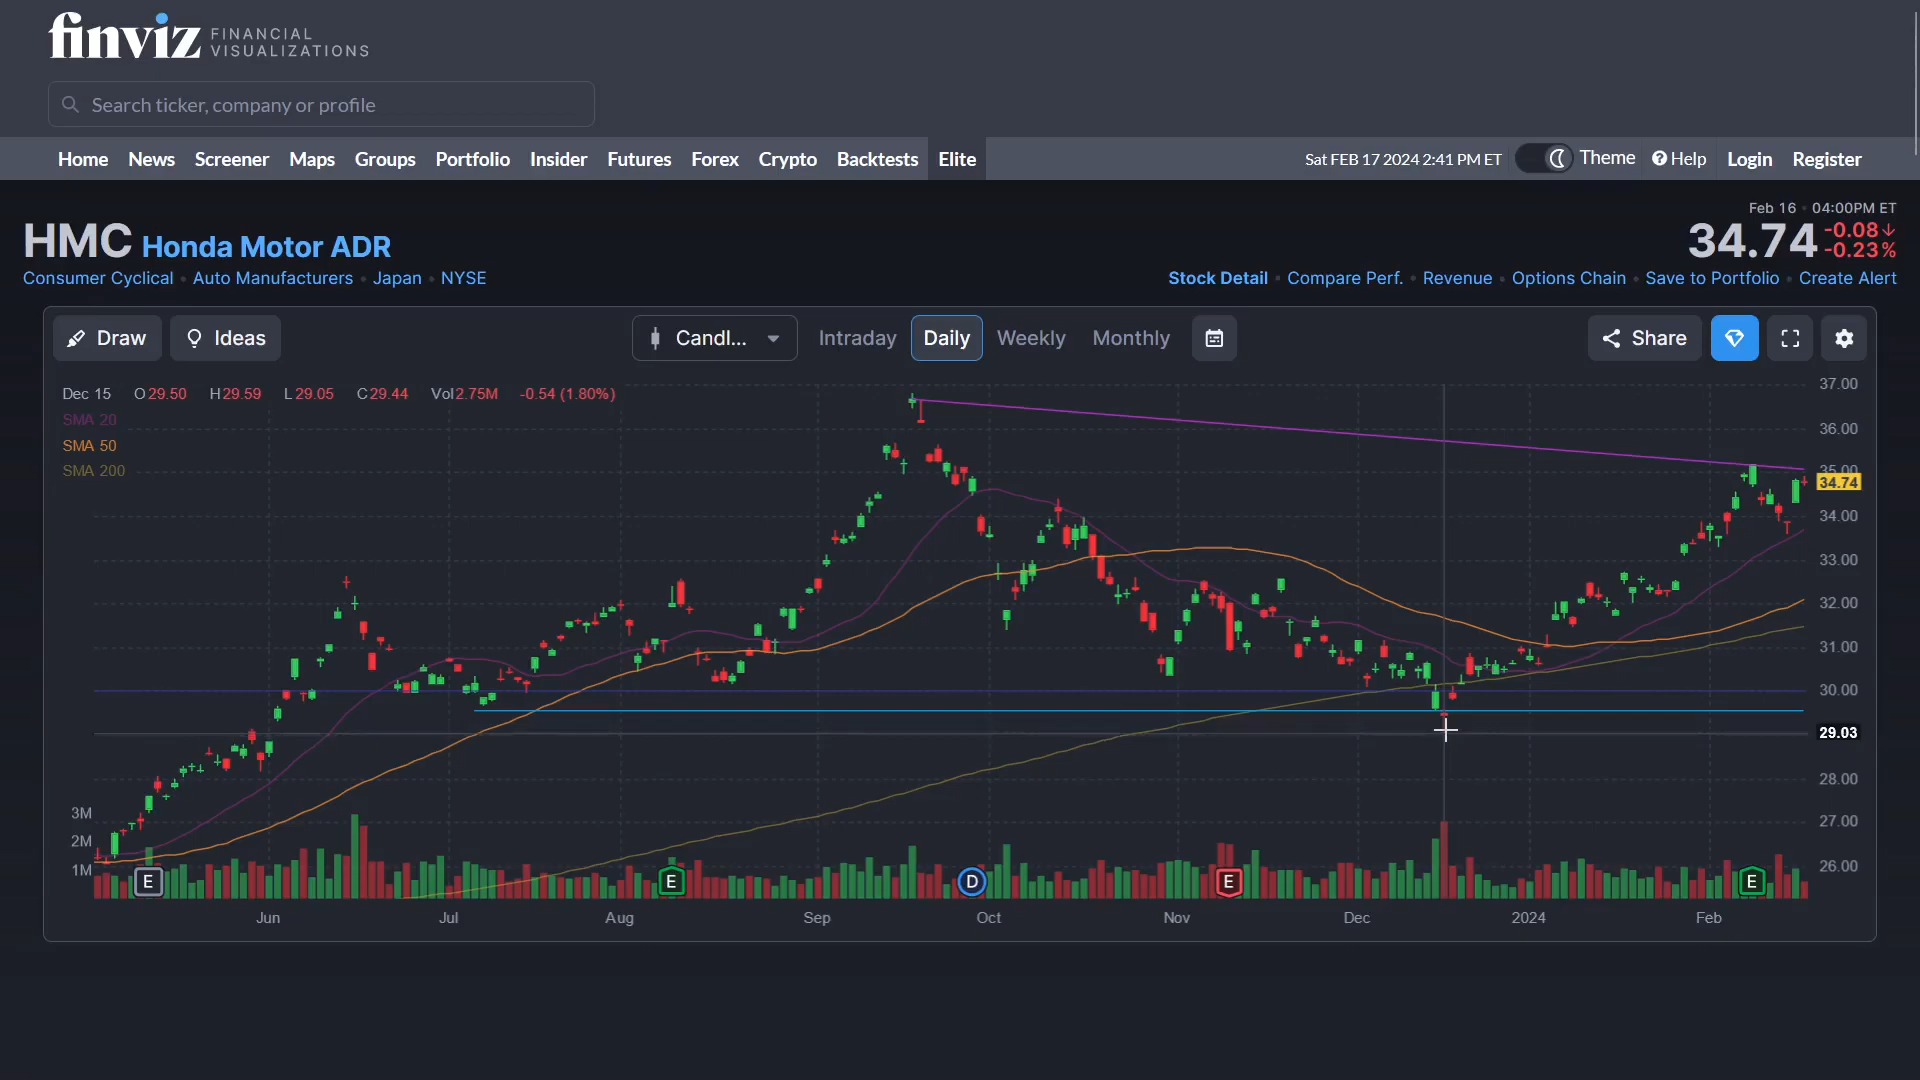 finviz FINANCIAL VISUALIZATIONS
Search ticker, company or profile
Home News Screener Maps Groups Portfolio Insider Futures Forex Crypto Backtests Elite Sat FEB 17 2024 2:41 PM ET Theme Help Login Register
Feb 16 · 04:00PM ET
HMC Honda Motor ADR 34.74 -0.08↓ -0.23%
Consumer Cyclical • Auto Manufacturers • Japan • NYSE Stock Detail • Compare Perf. • Revenue • Options Chain • Save to Portfolio • Create Alert
Draw Ideas Candl... Intraday Daily Weekly Monthly Share
Dec 15 O29.50 H29.59 L29.05 C29.44 Vol2.75M -0.54 (1.80%)
SMA 20
SMA 50
SMA 200
37.00
36.00
35.00
34.74
34.00
33.00
32.00
31.00
30.00
29.03
28.00
27.00
26.00
3M
2M
1M
E E D E E
Jun Jul Aug Sep Oct Nov Dec 2024 Feb